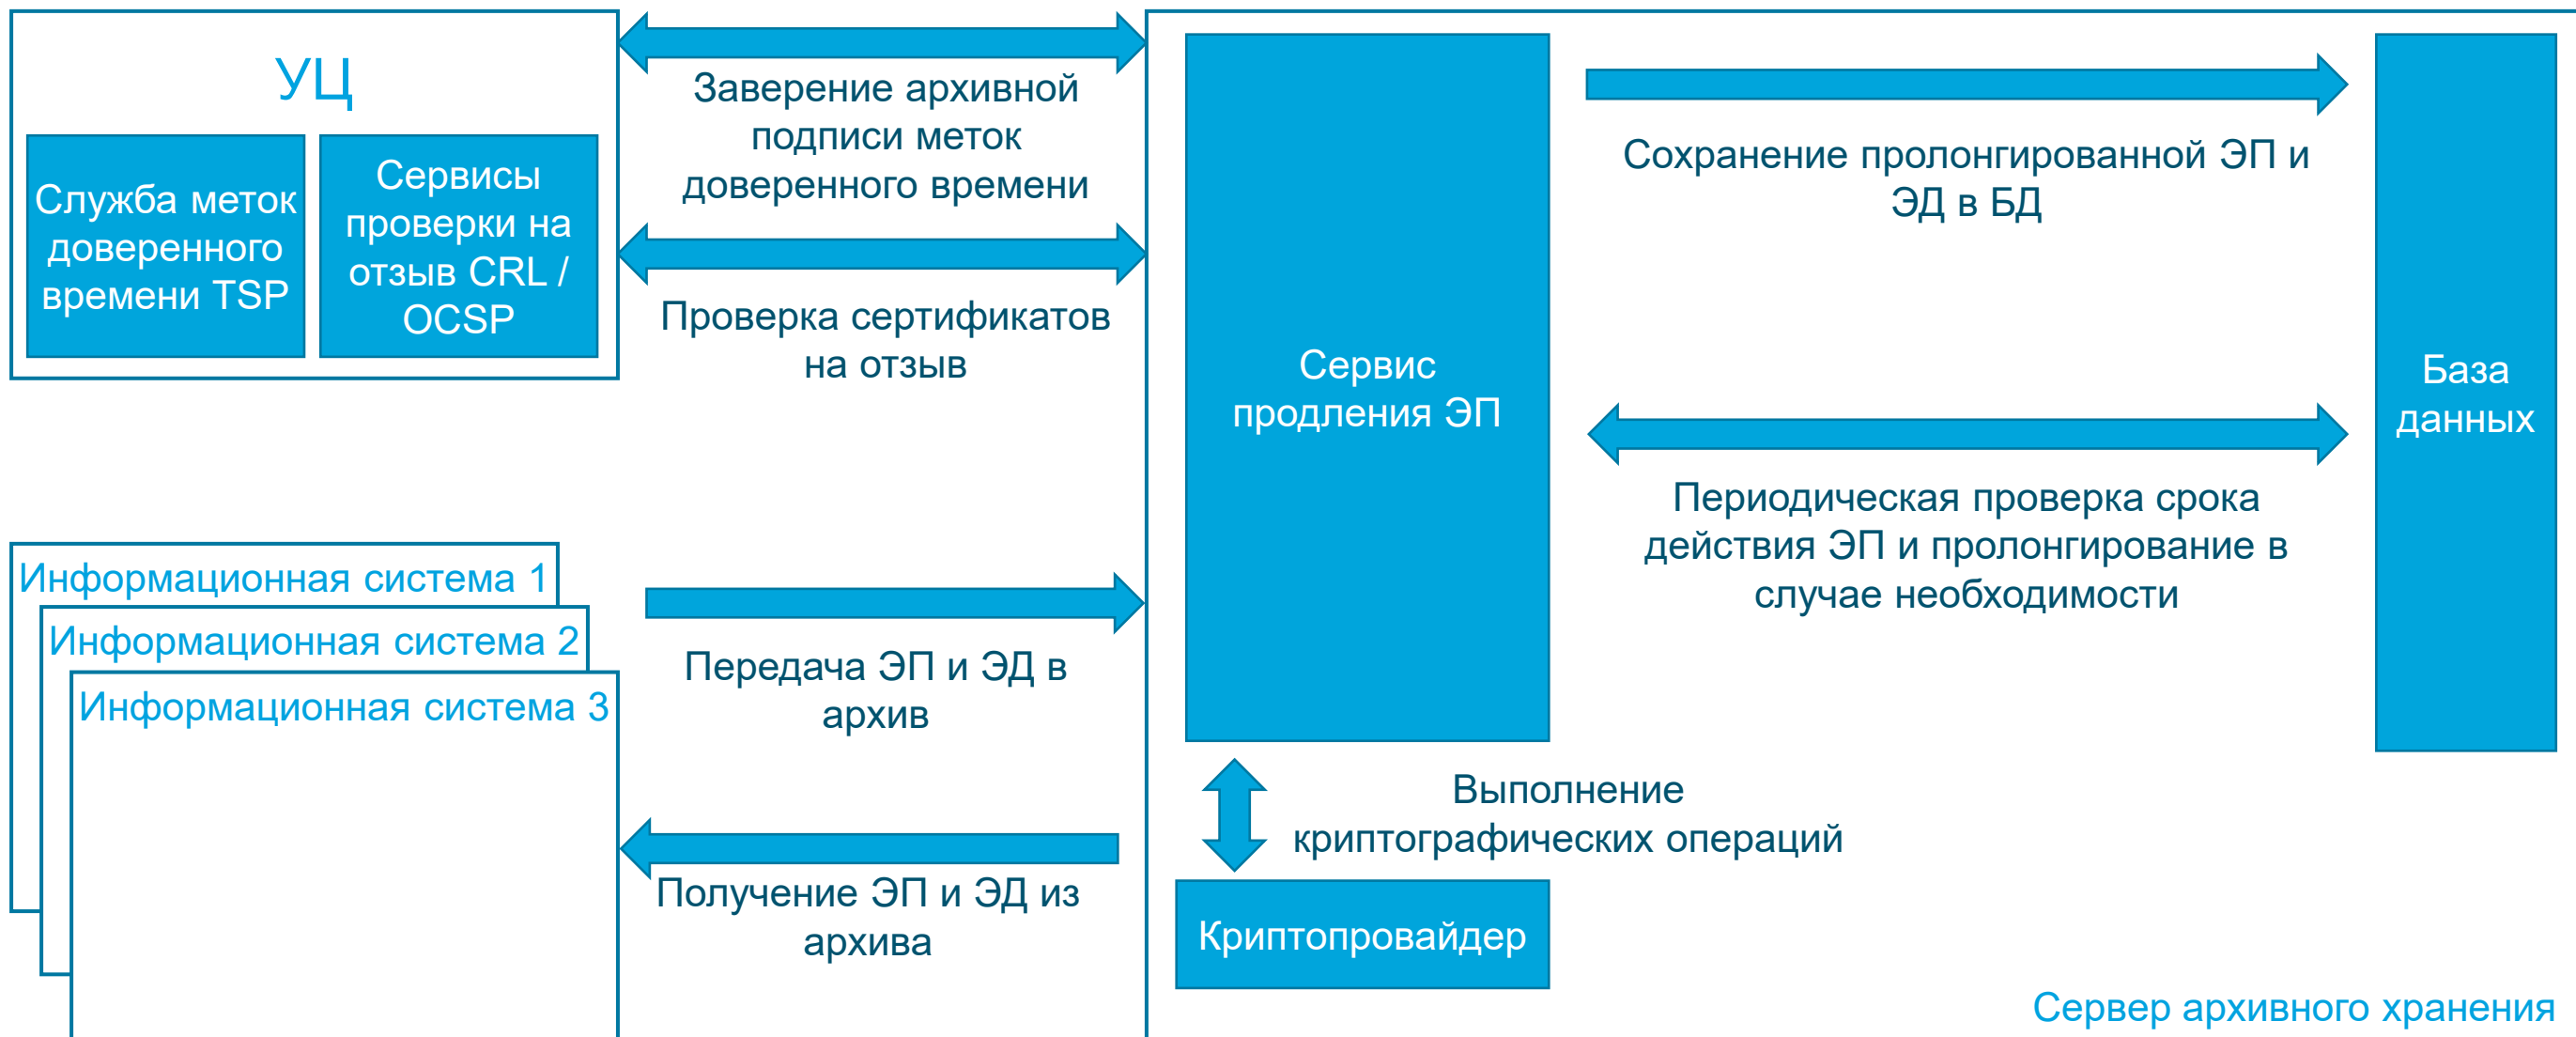 УЦ
Служба меток
доверенного
времени TSP
Сервисы
проверки на
отзыв CRL /
OCSP
Заверение архивной
подписи меток
доверенного времени
Проверка сертификатов
на отзыв
Информационная система 1
Информационная система 2
Информационная система 3
Передача ЭП и ЭД в
архив
Получение ЭП и ЭД из
архива
Сервис
продления ЭП
Выполнение
криптографических операций
Криптопровайдер
Сохранение пролонгированной ЭП и
ЭД в БД
Периодическая проверка срока
действия ЭП и пролонгирование в
случае необходимости
База
данных
Сервер архивного хранения